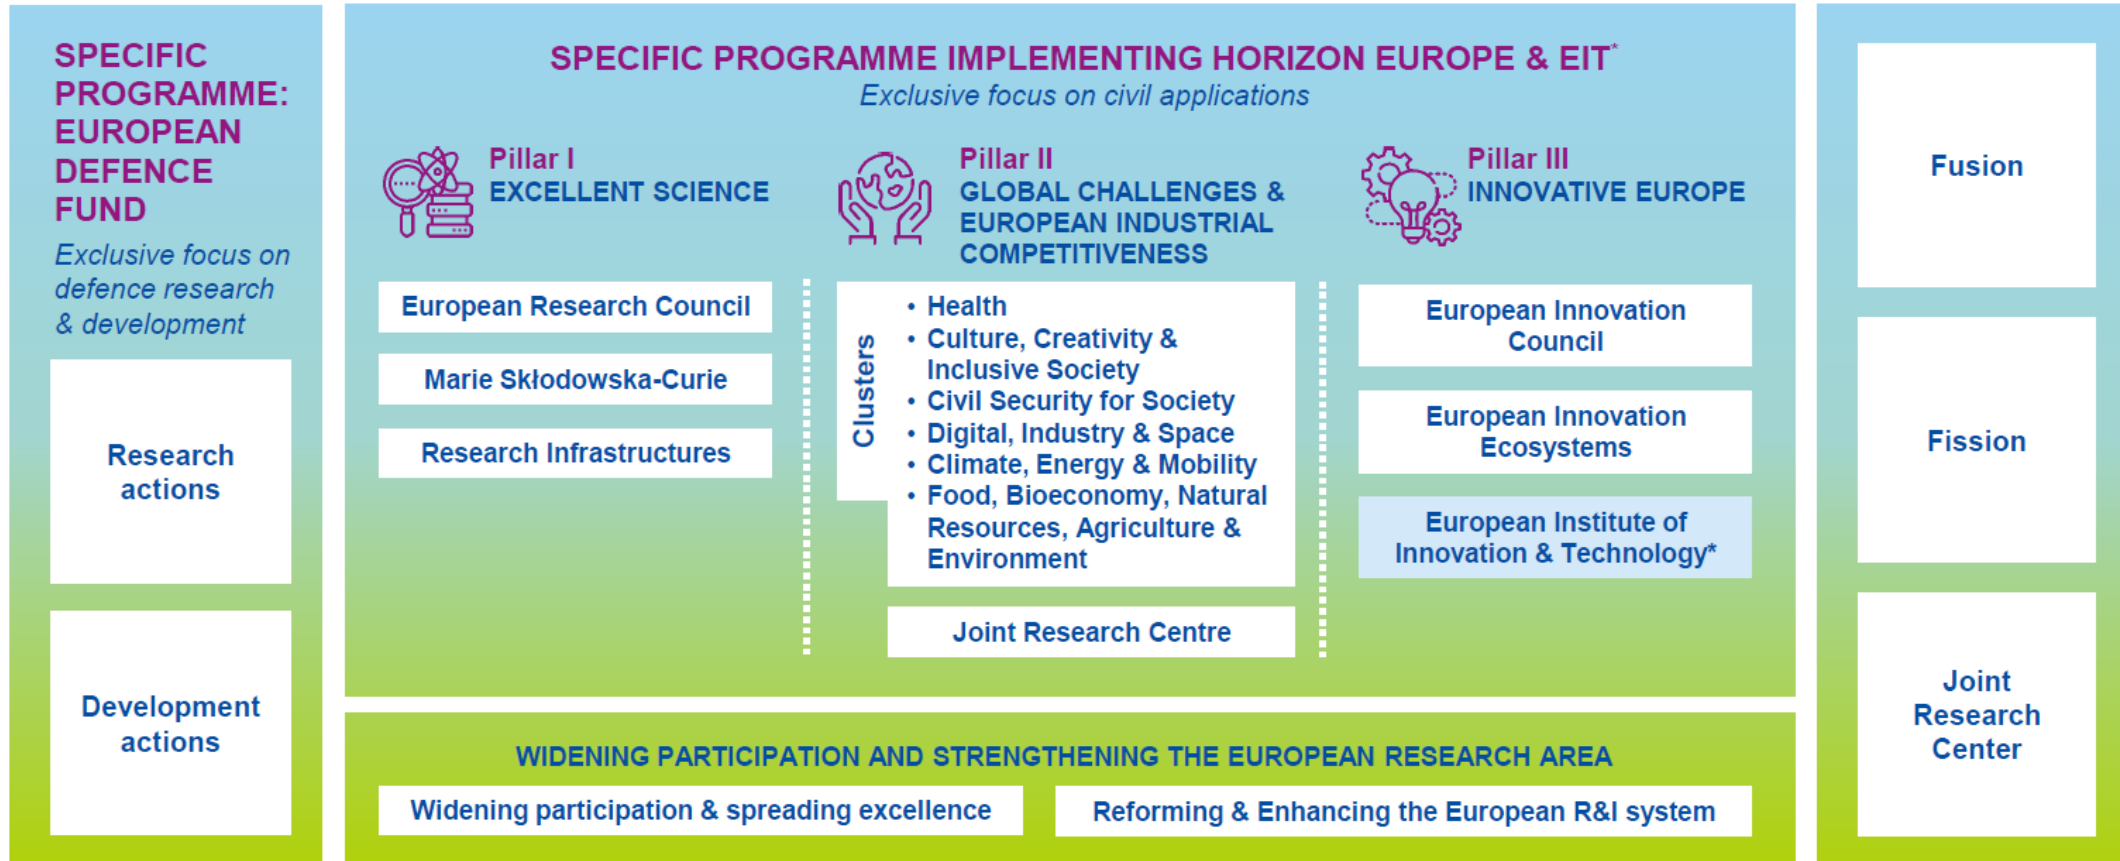 SPECIFIC
PROGRAMME:
EUROPEAN
DEFENCE
FUND
Exclusive focus on
defence research
& development
Research
actions
Development
actions
SPECIFIC PROGRAMME IMPLEMENTING HORIZON EUROPE & EIT*
Exclusive focus on civil applications
Pillar I
EXCELLENT SCIENCE
European Research Council
Marie Skłodowska-Curie
Research Infrastructures
Pillar II
GLOBAL CHALLENGES &
EUROPEAN INDUSTRIAL
COMPETITIVENESS
Clusters
• Health
• Culture, Creativity &
Inclusive Society
• Civil Security for Society
• Digital, Industry & Space
• Climate, Energy & Mobility
• Food, Bioeconomy, Natural
Resources, Agriculture &
Environment
Joint Research Centre
Pillar III
INNOVATIVE EUROPE
European Innovation
Council
European Innovation
Ecosystems
European Institute of
Innovation & Technology*
WIDENING PARTICIPATION AND STRENGTHENING THE EUROPEAN RESEARCH AREA
Widening participation & spreading excellence
Reforming & Enhancing the European R&I system
Fusion
Fission
Joint
Research
Center